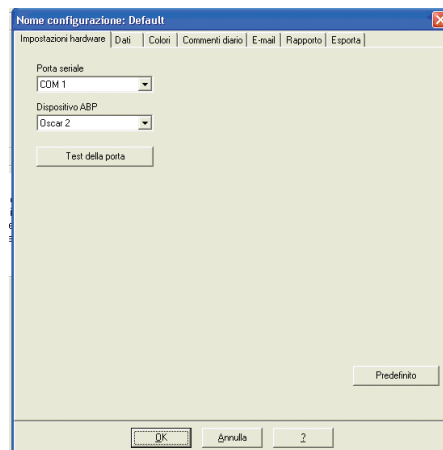 Nome configurazione: Default
Impostazioni hardware Dati Colori Commenti diario E-mail Rapporto Esporta
Porta seriale
COM 1
Dispositivo ABP
Oscar 2
Test della porta
Predefinito
OK Annulla ?